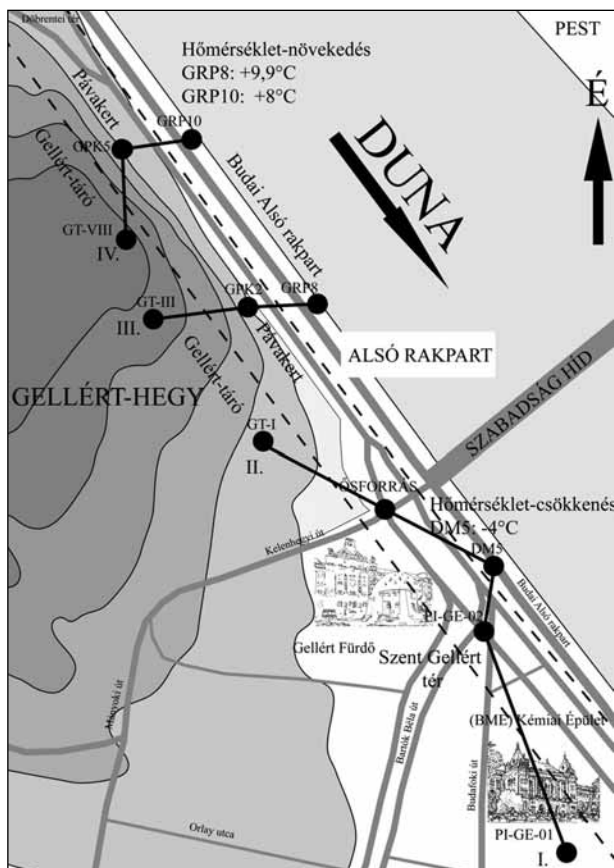 Döbrentei tér
PEST
Hőmérséklet-növekedés
GRP8: +9,9°C
GRP10: +8°C
É
Pávakert
GRP10
GPK5
DUNA
Budai Alsó rakpart
Gellért-táró
GT-VIII
IV.
GT-III
III.
GPK2
GRP8
Pávakert
Gellért-táró
ALSÓ RAKPART
GELLÉRT-HEGY
SZABADSÁG HÍD
GT-I
II.
ŐSFORRÁS
Hőmérséklet-csökkenés
DM5: -4°C
DM5
Kelenhegyi út
Budai Alsó rakpart
PI-GE-02
Gellért Fürdő
Szent Gellért
tér
Mányoki út
Bartók Béla út
(BME) Kémiai Épület
Budafoki út
Orlay utca
PI-GE-01
I.